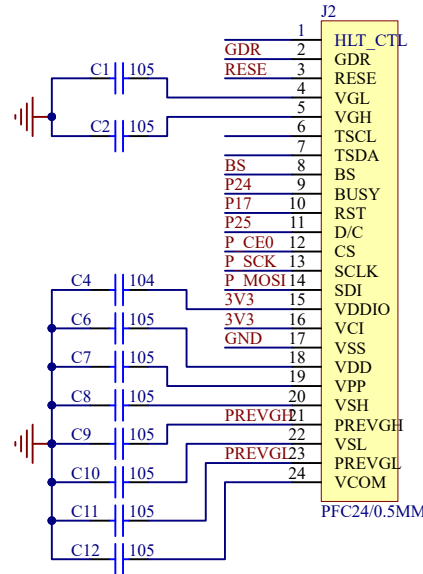 J2
1 HLT_CTL
GDR 2 GDR
C1 105 RESE 3 RESE
4 VGL
5 VGH
C2 105 6 TSCL
7 TSDA
BS 8 BS
P24 9 BUSY
P17 10 RST
P25 11 D/C
P_CE0 12 CS
P_SCK 13 SCLK
C4 104 P_MOSI 14 SDI
3V3 15 VDDIO
C6 105 3V3 16 VCI
GND 17 VSS
C7 105 18 VDD
19 VPP
C8 105 20 VSH
C9 105 PREVGH 21 PREVGH
22 VSL
C10 105 PREVGL 23 PREVGL
24 VCOM
C11 105 PFC24/0.5MM
C12 105